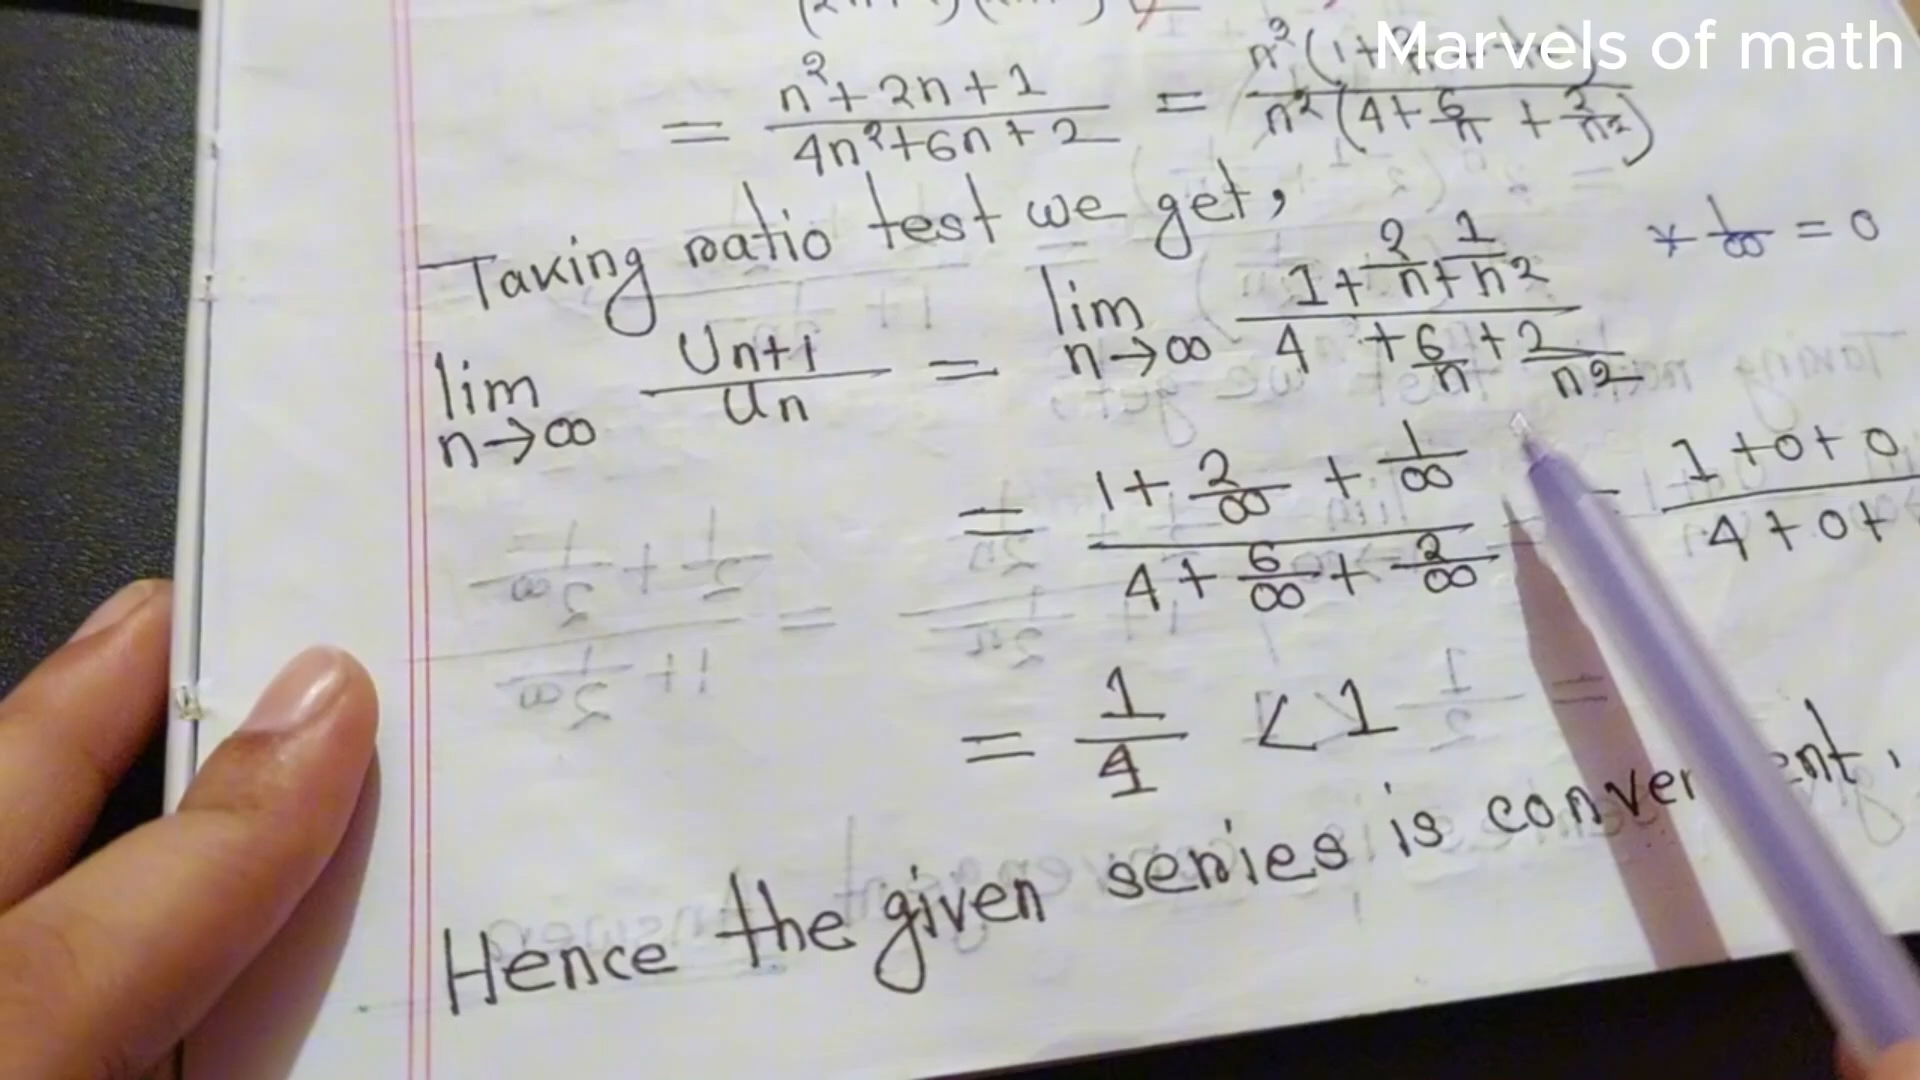 Marvels of math
= n²+2n+1 / 4n²+6n+2 = n²(1+ / n²(4+6/n+2/n²)
Taking ratio test we get,
lim n→∞ Un+1 / Un = lim n→∞ 1+2/n+1/n² / 4+6/n+2/n²
* 1/∞ = 0
= 1+2/∞+1/∞ / 4+6/∞+2/∞ = 1+0+0 / 4+0+
= 1/4 < 1
Hence the given series is conver ent.